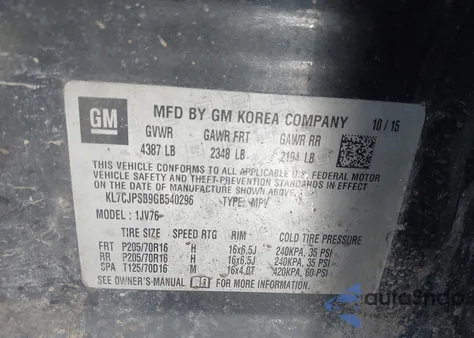 GM
MFD BY GM KOREA COMPANY 10/15
GVWR GAWR FRT GAWR RR
4387 LB 2348 LB 2194 LB
THIS VEHICLE CONFORMS TO ALL APPLICABLE U.S. FEDERAL MOTOR
VEHICLE SAFETY AND THEFT-PREVENTION STANDARDS IN EFFECT
ON THE DATE OF MANUFACTURE SHOWN ABOVE.
KL7CJPSB9GB540296 TYPE: MPV
MODEL: 1JV76
TIRE SIZE SPEED RTG RIM COLD TIRE PRESSURE
FRT P205/70R16 H 16x6.5J 240KPA, 35 PSI
RR P205/70R16 H 16x6.5J 240KPA, 35 PSI
SPA T125/70D16 M 16x4.0T 420KPA, 60 PSI
SEE OWNER'S-MANUAL FOR MORE INFORMATION
autoSnap